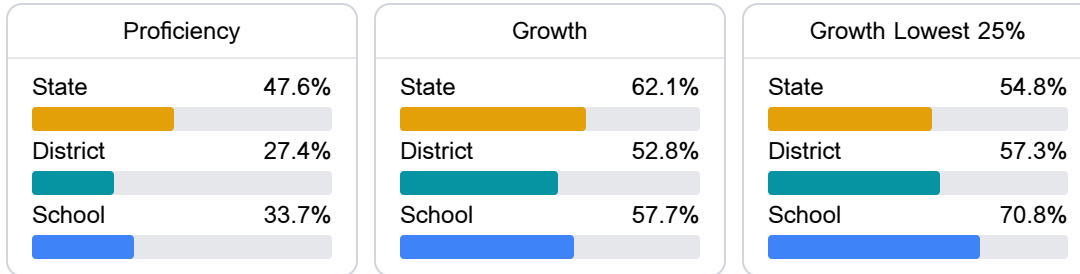 Proficiency
State 47.6%
District 27.4%
School 33.7%
Growth
State 62.1%
District 52.8%
School 57.7%
Growth Lowest 25%
State 54.8%
District 57.3%
School 70.8%